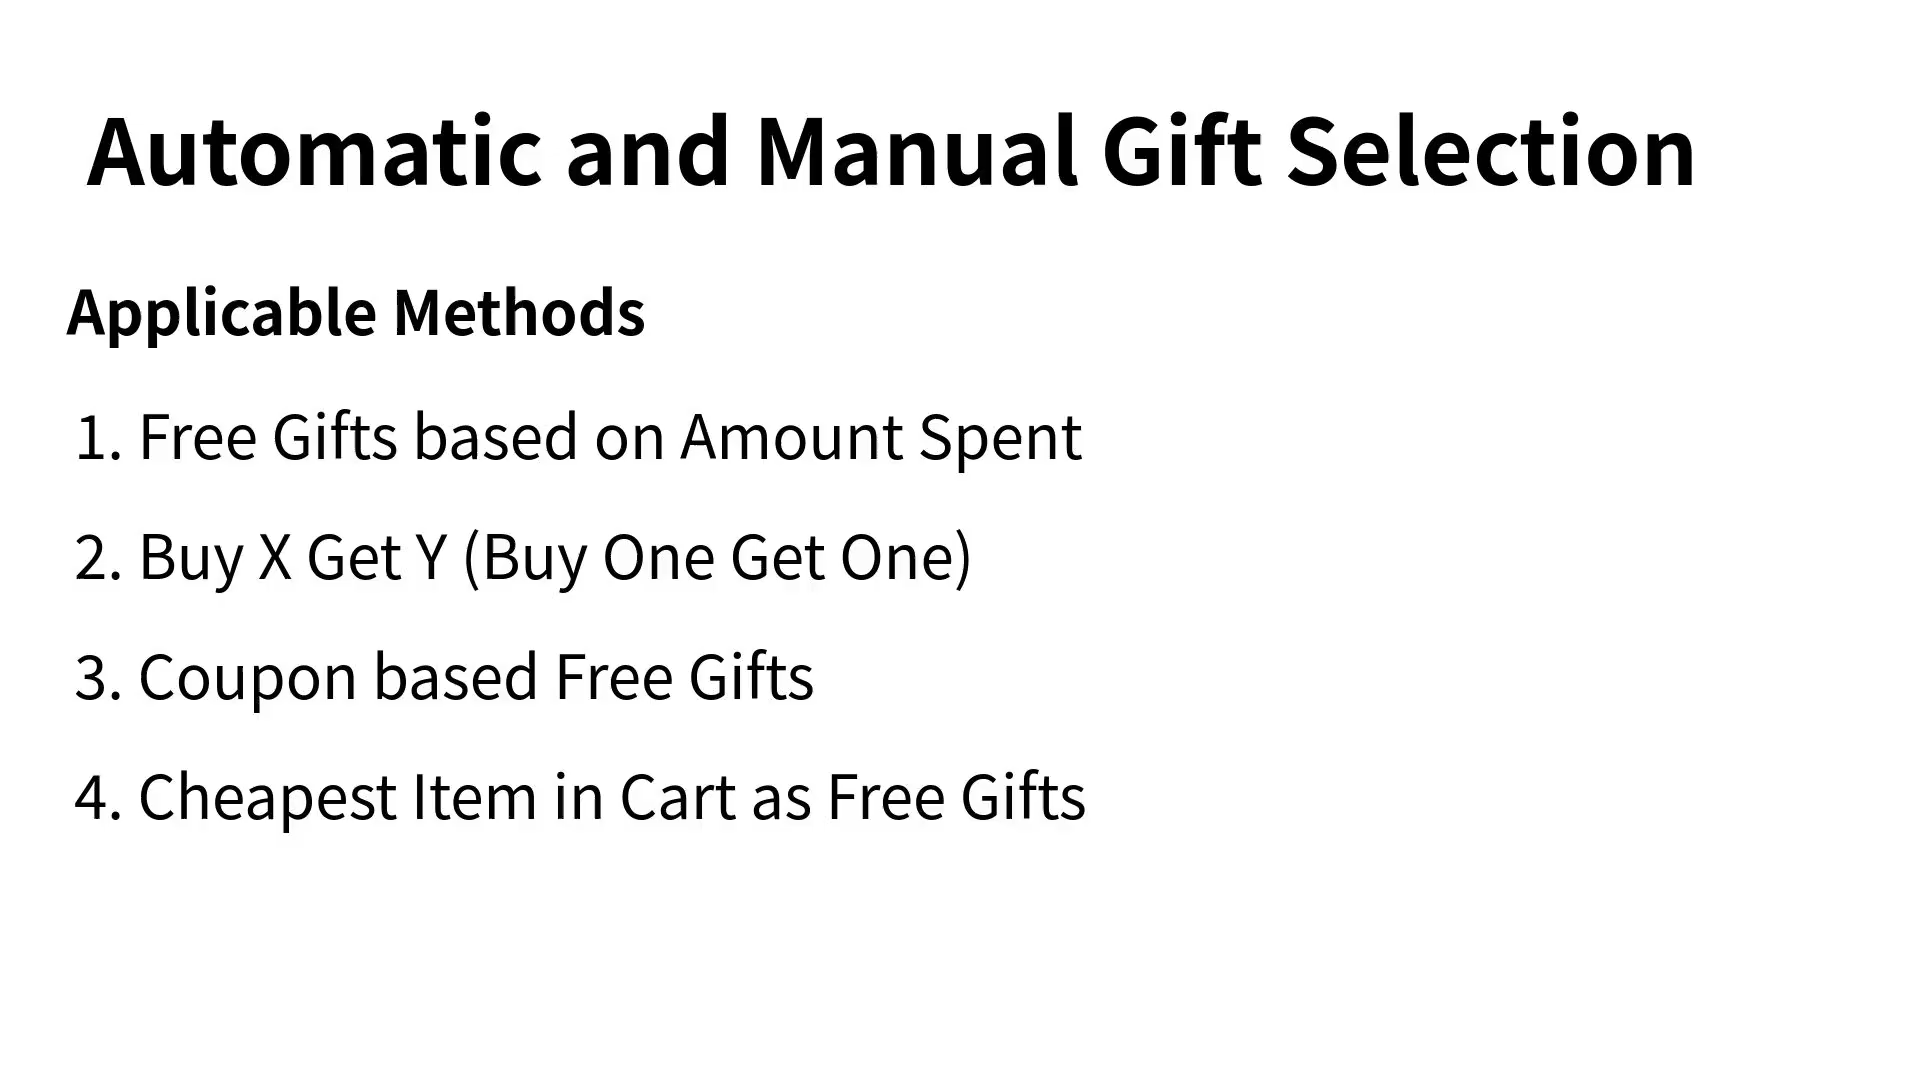 Automatic and Manual Gift Selection
Applicable Methods
1. Free Gifts based on Amount Spent
2. Buy X Get Y (Buy One Get One)
3. Coupon based Free Gifts
4. Cheapest Item in Cart as Free Gifts